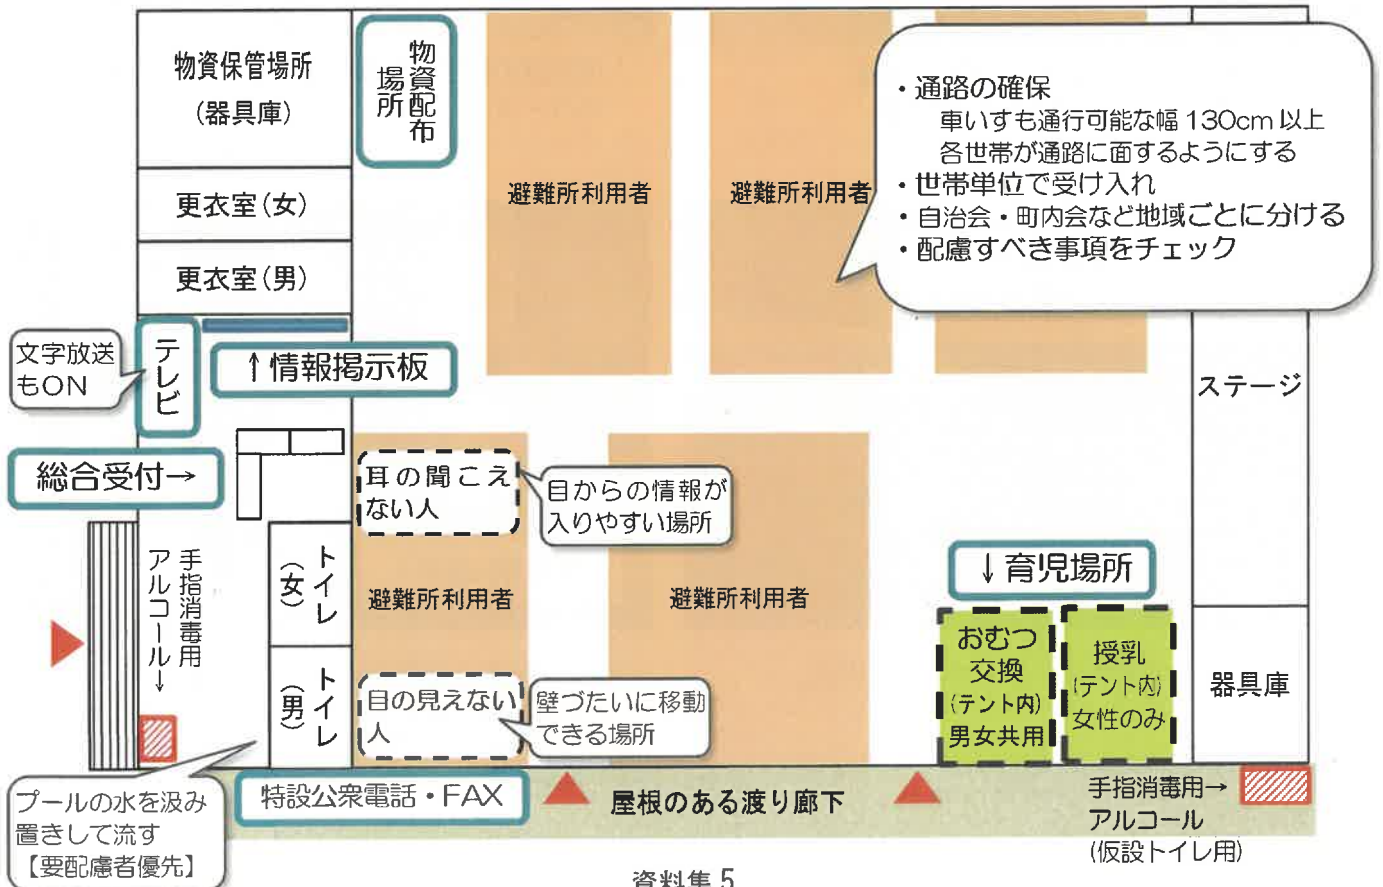 物資保管場所
(器具庫)
物資配布
場所
・通路の確保
車いすも通行可能な幅130cm以上
各世帯が通路に面するようにする
・世帯単位で受け入れ
・自治会・町内会など地域ごとに分ける
・配慮すべき事項をチェック
避難所利用者
避難所利用者
更衣室(女)
更衣室(男)
文字放送
もON
テレビ
↑情報掲示板
ステージ
総合受付→
耳の聞こえ
ない人
目からの情報が
入りやすい場所
手指消毒用
アルコール→
トイレ
(女)
避難所利用者
避難所利用者
↓育児場所
おむつ
交換
(テント内)
男女共用
授乳
(テント内)
女性のみ
器具庫
トイレ
(男)
目の見えない
人
壁づたいに移動
できる場所
プールの水を汲み
置きして流す
【要配慮者優先】
特設公衆電話・FAX
屋根のある渡り廊下
手指消毒用→
アルコール
(仮設トイレ用)
資料集5